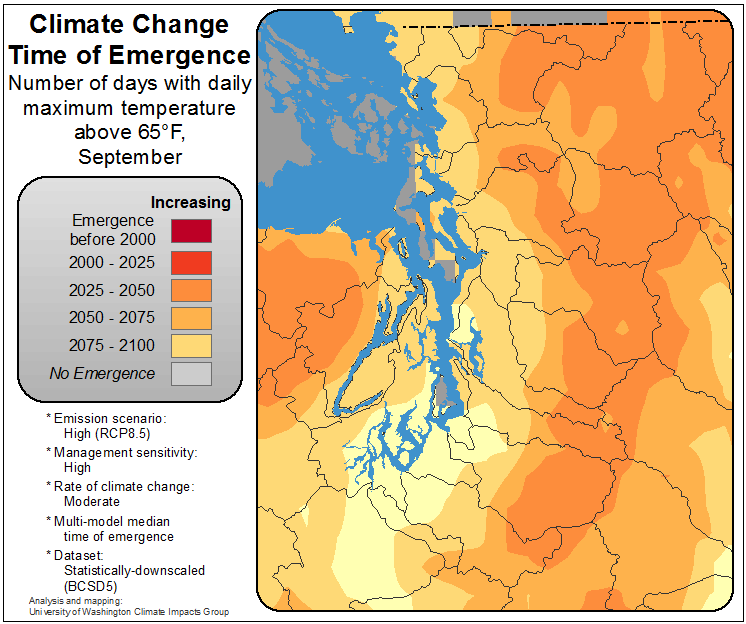 Climate Change
Time of Emergence
Number of days with daily
maximum temperature
above 65°F,
September
Increasing
Emergence
before 2000
2000 - 2025
2025 - 2050
2050 - 2075
2075 - 2100
No Emergence
* Emission scenario:
High (RCP8.5)
* Management sensitivity:
High
* Rate of climate change:
Moderate
* Multi-model median
time of emergence
* Dataset:
Statistically-downscaled
(BCSD5)
Analysis and mapping:
University of Washington Climate Impacts Group